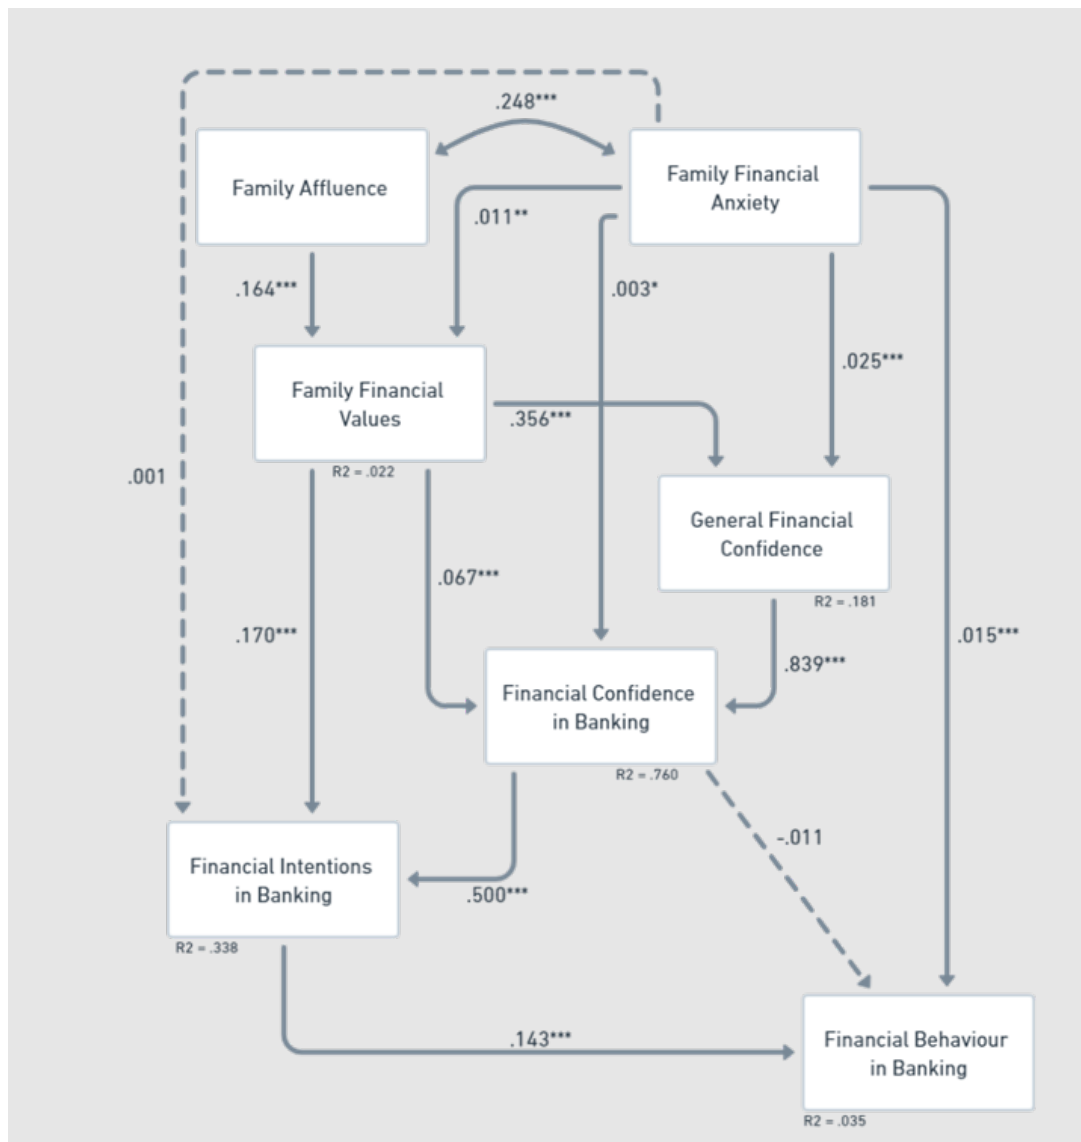 .248***
Family Affluence
Family Financial
Anxiety
.011**
.164***
.003*
.025***
Family Financial
Values
.356***
R2 = .022
.001
General Financial
Confidence
R2 = .181
.067***
.170***
.015***
.839***
Financial Confidence
in Banking
R2 = .760
-.011
Financial Intentions
in Banking
.500***
R2 = .338
.143***
Financial Behaviour
in Banking
R2 = .035